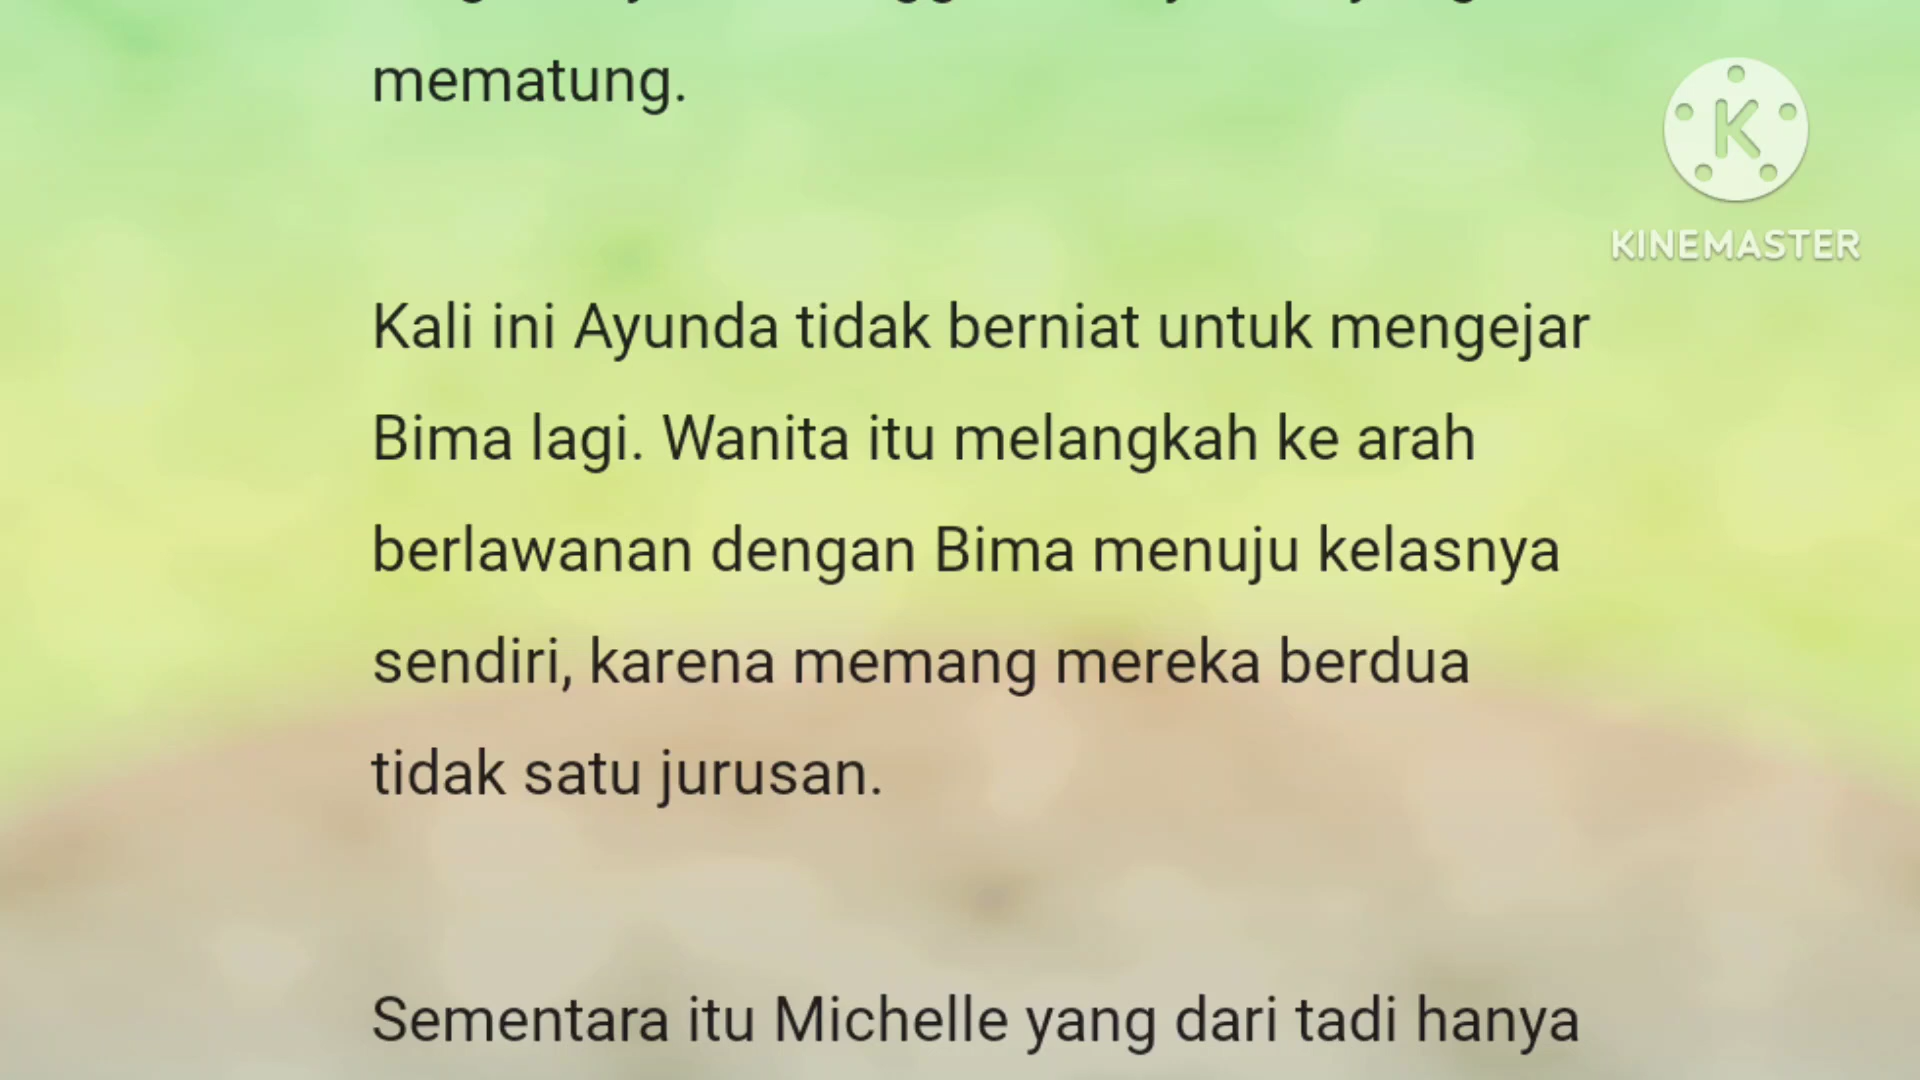 mematung.
K
KINEMASTER
Kali ini Ayunda tidak berniat untuk mengejar
Bima lagi. Wanita itu melangkah ke arah
berlawanan dengan Bima menuju kelasnya
sendiri, karena memang mereka berdua
tidak satu jurusan.
Sementara itu Michelle yang dari tadi hanya